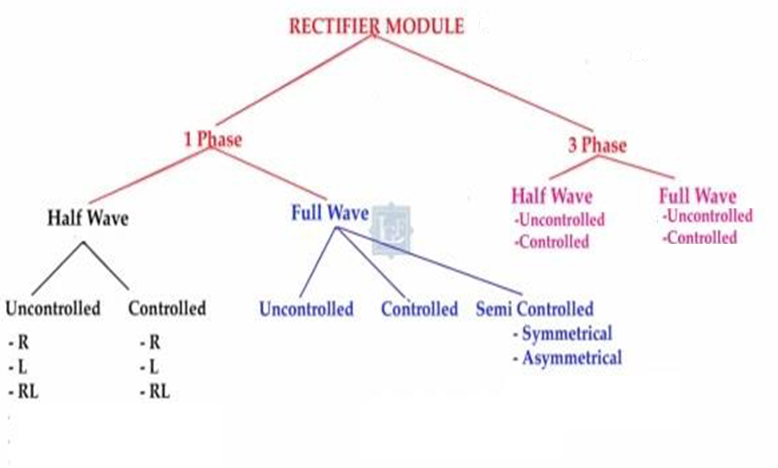 RECTIFIER MODULE
1 Phase
3 Phase
Half Wave
Full Wave
Half Wave
-Uncontrolled
-Controlled
Full Wave
-Uncontrolled
-Controlled
Uncontrolled
- R
- L
- RL
Controlled
- R
- L
- RL
Uncontrolled
Controlled
Semi Controlled
- Symmetrical
- Asymmetrical